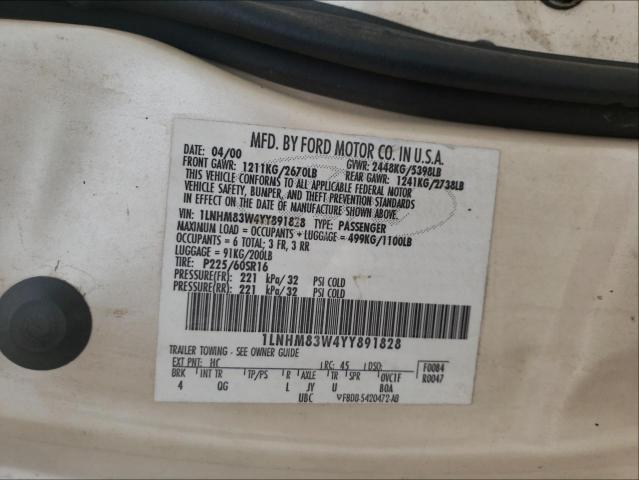 MFD. BY FORD MOTOR CO. IN U.S.A.
DATE: 04/00 GVWR: 2448KG/5398LB
FRONT GAWR: 1211KG/2670LB REAR GAWR: 1241KG/2738LB
THIS VEHICLE CONFORMS TO ALL APPLICABLE FEDERAL MOTOR
VEHICLE SAFETY, BUMPER, AND THEFT PREVENTION STANDARDS
IN EFFECT ON THE DATE OF MANUFACTURE SHOWN ABOVE.
VIN: 1LNHM83W4YY891828 TYPE: PASSENGER
MAXIMUM LOAD = OCCUPANTS + LUGGAGE = 499KG/1100LB
OCCUPANTS = 6 TOTAL: 3 FR, 3 RR
LUGGAGE = 91KG/200LB
TIRE: P225/60SR16
PRESSURE(FR): 221 kPa/ 32 PSI COLD
PRESSURE(RR): 221 kPa/ 32 PSI COLD
1LNHM83W4YY891828
TRAILER TOWING - SEE OWNER GUIDE
EXT PNT: HC RC: 45 DSO: F0084
BRK INT TR TP/PS R AXLE TR SPR OVC1F R0047
4 QG L JY U BOA
UBC VF8DB-5420472-AB